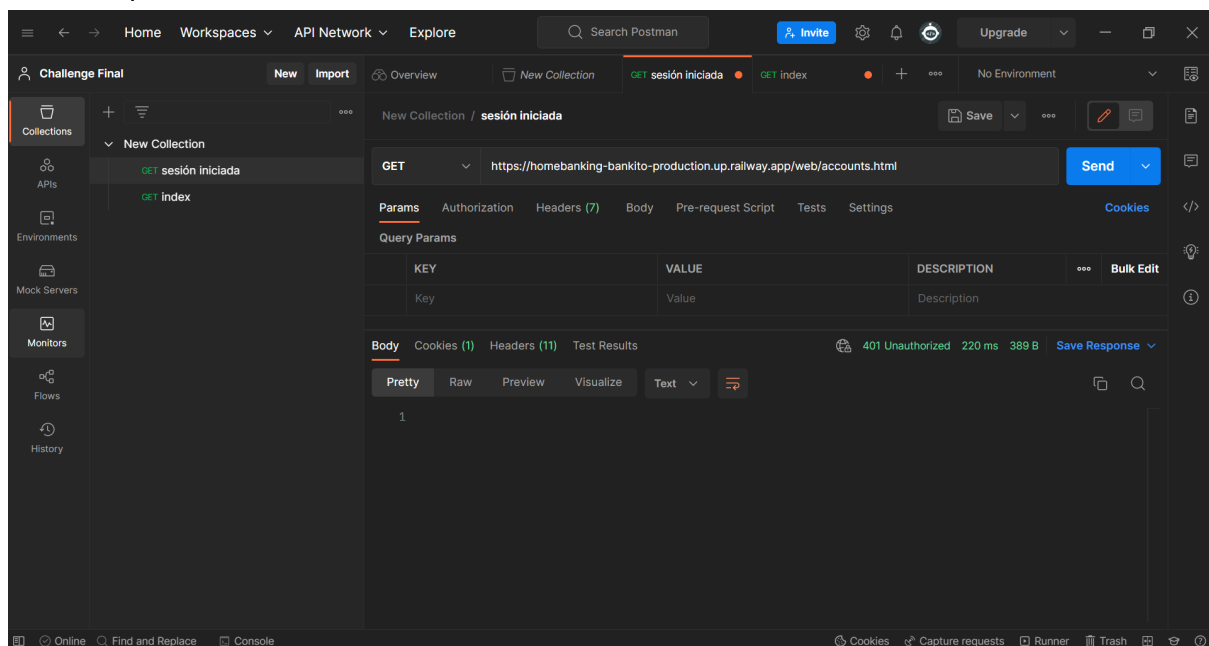 Home Workspaces API Network Explore Search Postman Invite Upgrade
Challenge Final New Import Overview New Collection GET sesión iniciada GET index No Environment
Collections
New Collection / sesión iniciada Save
New Collection
GET sesión iniciada
GET index
APIs
Environments
Mock Servers
Monitors
Flows
History
GET https://homebanking-bankito-production.up.railway.app/web/accounts.html Send
Params Authorization Headers (7) Body Pre-request Script Tests Settings Cookies
Query Params
KEY VALUE DESCRIPTION Bulk Edit
Key Value Description
Body Cookies (1) Headers (11) Test Results 401 Unauthorized 220 ms 389 B Save Response
Pretty Raw Preview Visualize Text
1
Online Find and Replace Console Cookies Capture requests Runner Trash